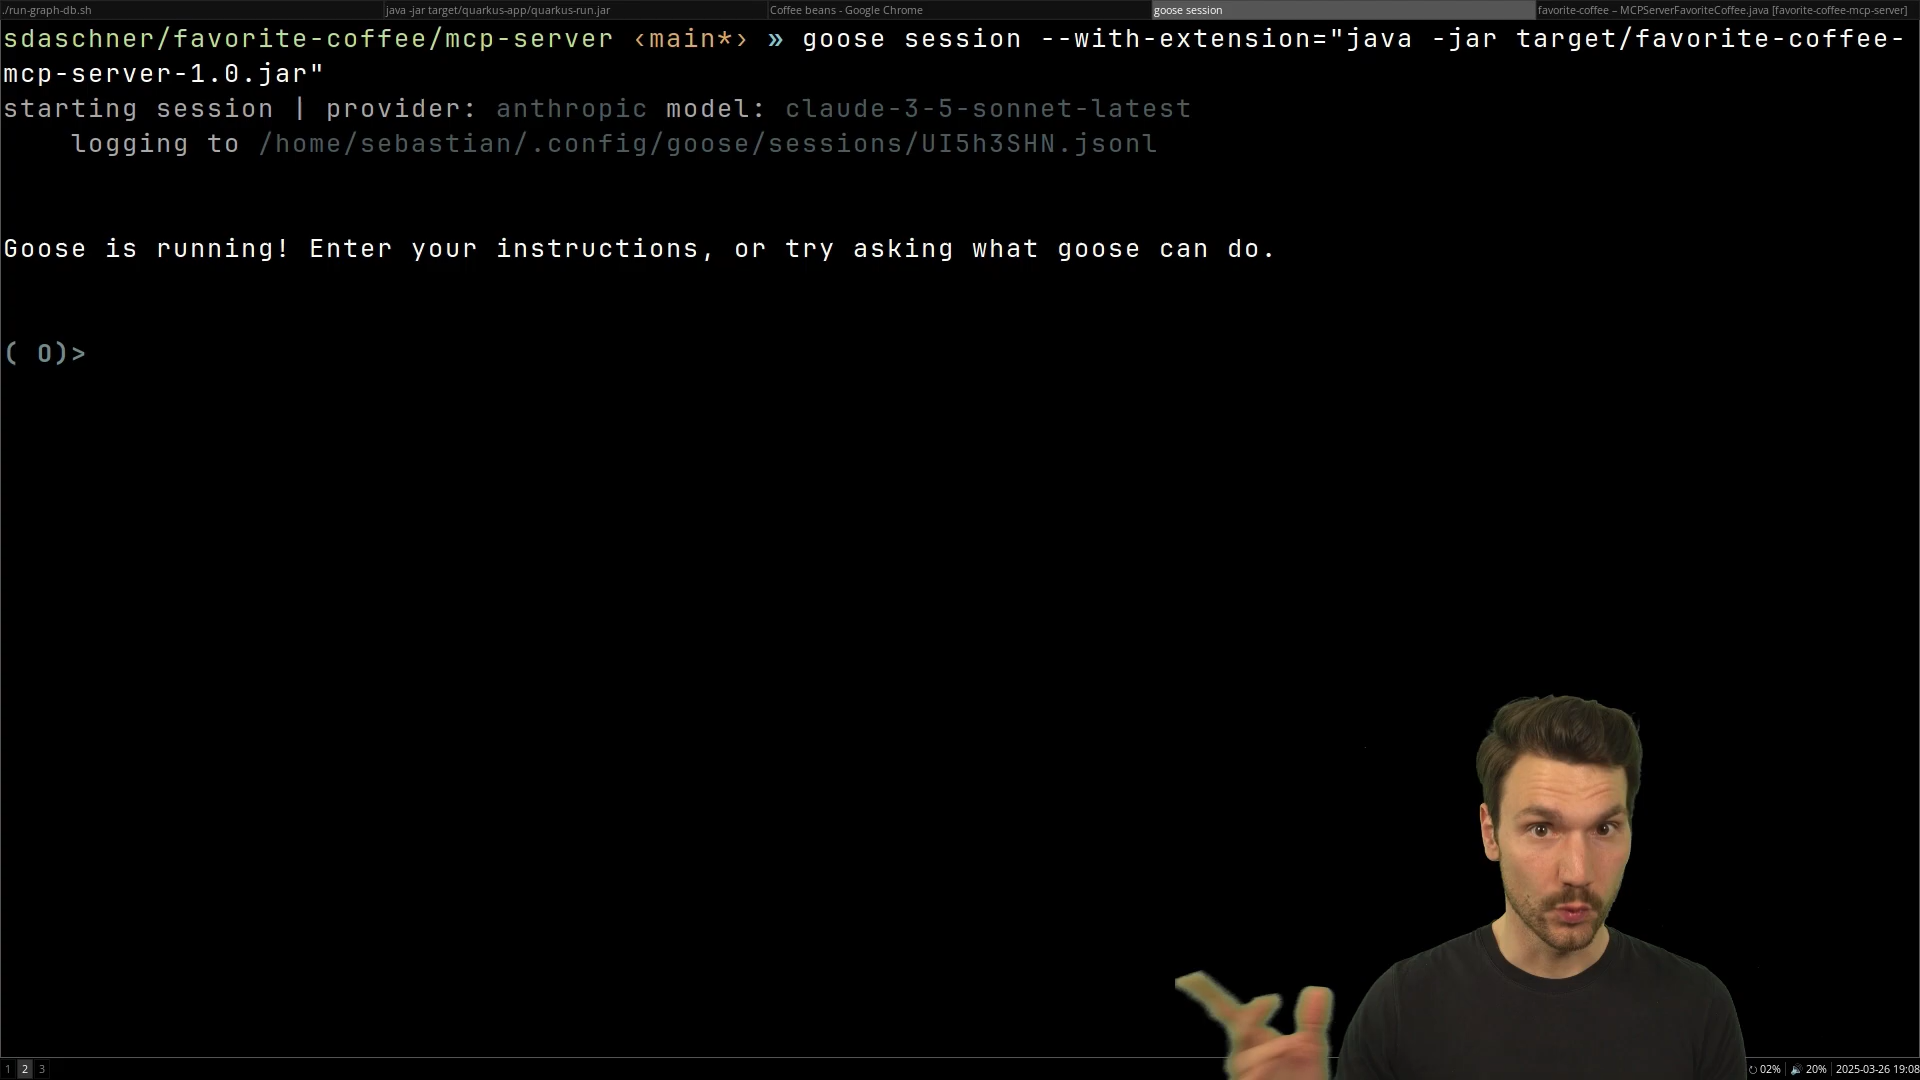 ./run-graph-db.sh
java -jar target/quarkus-app/quarkus-run.jar
Coffee beans - Google Chrome
goose session
favorite-coffee – MCPServerFavoriteCoffee.java [favorite-coffee-mcp-server]
sdaschner/favorite-coffee/mcp-server ‹main*› » goose session --with-extension="java -jar target/favorite-coffee-
mcp-server-1.0.jar"
starting session | provider: anthropic model: claude-3-5-sonnet-latest
logging to /home/sebastian/.config/goose/sessions/UI5h3SHN.jsonl
Goose is running! Enter your instructions, or try asking what goose can do.
( O)>
1 2 3
02% 20% 2025-03-26 19:08